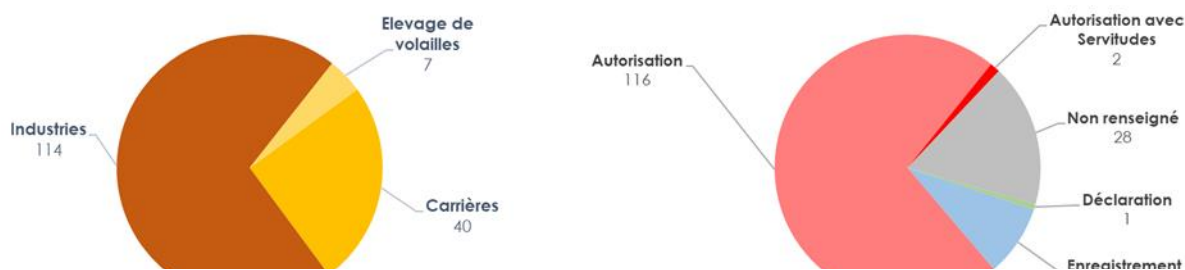 Elevage de
volailles
7
Industries
114
Carrières
40
Autorisation avec
Servitudes
2
Autorisation
116
Non renseigné
28
Déclaration
1
Enregistrement